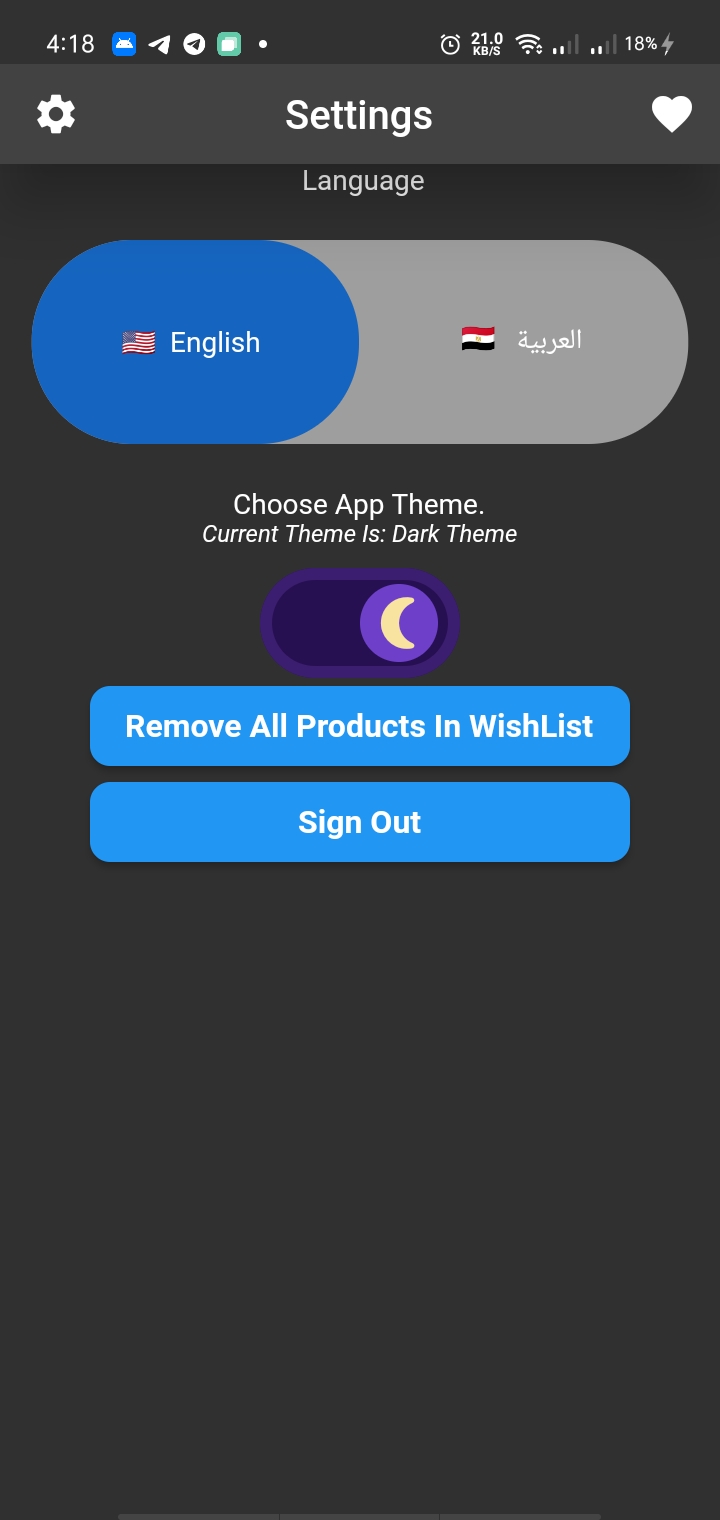 4:18
21.0
KB/S
18%
Settings
Language
English
العربية
Choose App Theme.
Current Theme Is: Dark Theme
Remove All Products In WishList
Sign Out